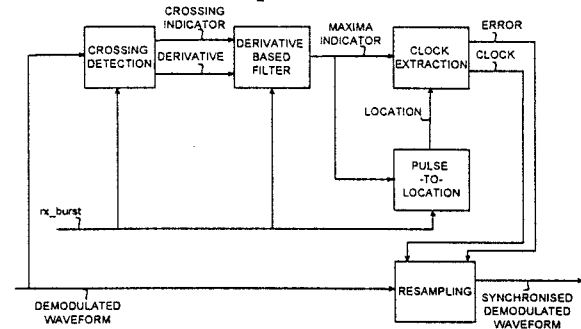 CROSSING
INDICATOR
DERIVATIVE
CROSSING
DETECTION
DERIVATIVE
BASED
FILTER
MAXIMA
INDICATOR
CLOCK
EXTRACTION
ERROR
CLOCK
LOCATION
PULSE
-TO-
LOCATION
rx_burst
RESAMPLING
DEMODULATED
WAVEFORM
SYNCHRONISED
DEMODULATED
WAVEFORM